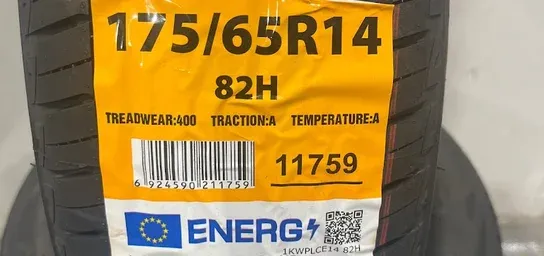 175/65R14
82H
TREADWEAR:400 TRACTION:A TEMPERATURE:A
6 924590 211759
11759
ENERG
1KWPLCE14 82H